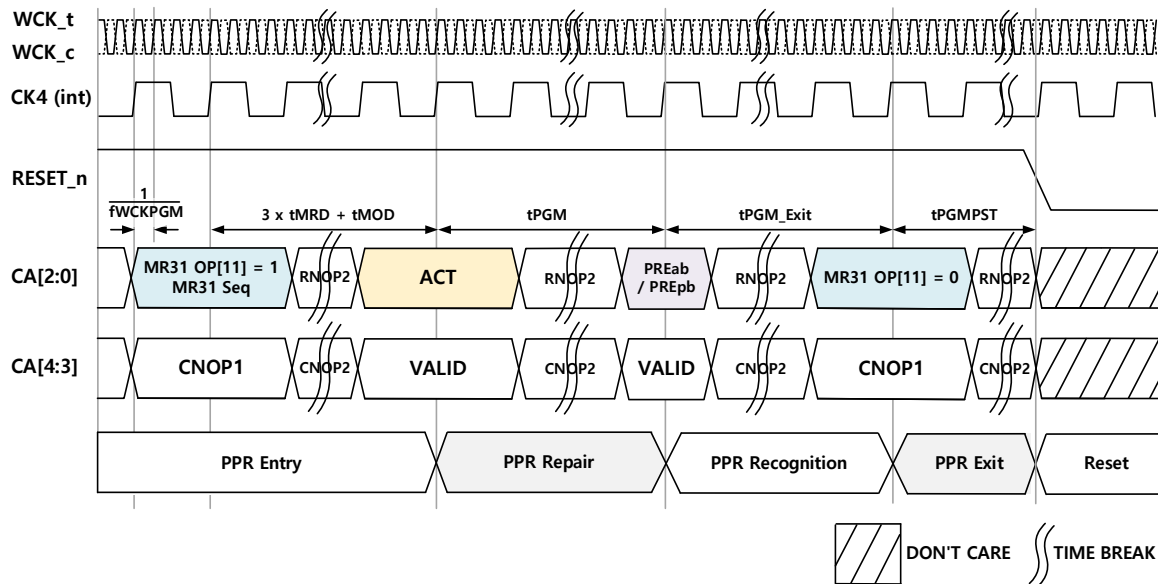 WCK_t
WCK_c
CK4 (int)
RESET_n
1
fWCKPGM
3 x tMRD + tMOD
tPGM
tPGM_Exit
tPGMPST
CA[2:0]
MR31 OP[11] = 1
MR31 Seq
RNOP2
ACT
RNOP2
PREab
/ PREpb
RNOP2
MR31 OP[11] = 0
RNOP2
CA[4:3]
CNOP1
CNOP2
VALID
CNOP2
VALID
CNOP2
CNOP1
CNOP2
PPR Entry
PPR Repair
PPR Recognition
PPR Exit
Reset
DON'T CARE
TIME BREAK